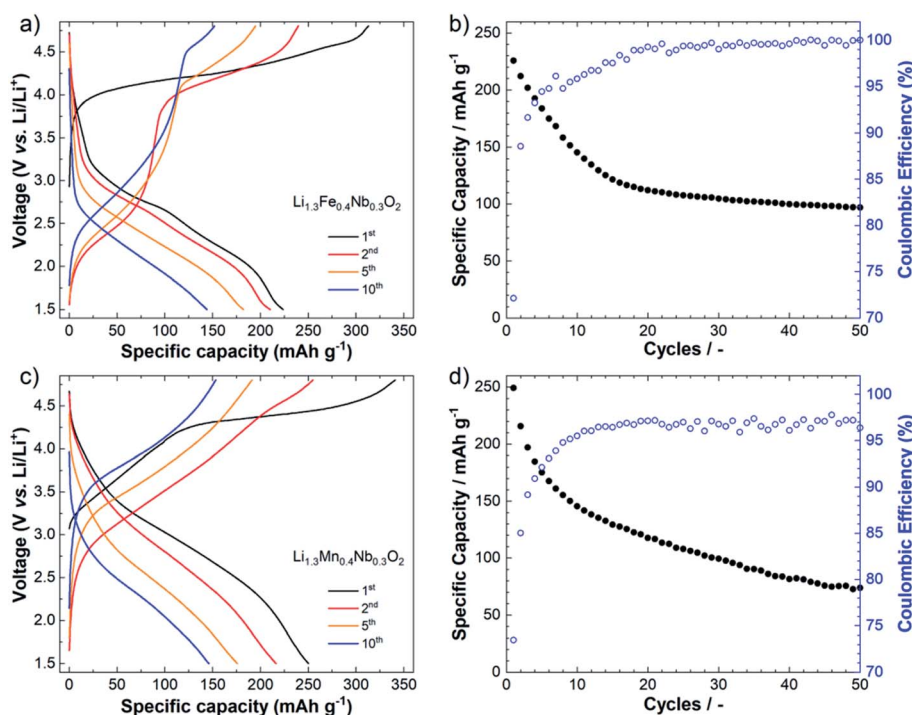 a)
4.5
4.0
3.5
3.0
2.5
2.0
1.5
Voltage (V vs. Li/Li⁺)
Li₁.₃Fe₀.₄Nb₀.₃O₂
1ˢᵗ
2ⁿᵈ
5ᵗʰ
10ᵗʰ
0 50 100 150 200 250 300 350
Specific capacity (mAh g⁻¹)
b)
250
200
150
100
50
0
Specific Capacity / mAh g⁻¹
100
95
90
85
80
75
70
Coulombic Efficiency (%)
0 10 20 30 40 50
Cycles / -
c)
4.5
4.0
3.5
3.0
2.5
2.0
1.5
Voltage (V vs. Li/Li⁺)
Li₁.₃Mn₀.₄Nb₀.₃O₂
1ˢᵗ
2ⁿᵈ
5ᵗʰ
10ᵗʰ
0 50 100 150 200 250 300 350
Specific capacity (mAh g⁻¹)
d)
250
200
150
100
50
0
Specific Capacity / mAh g⁻¹
100
95
90
85
80
75
70
Coulombic Efficiency (%)
0 10 20 30 40 50
Cycles / -